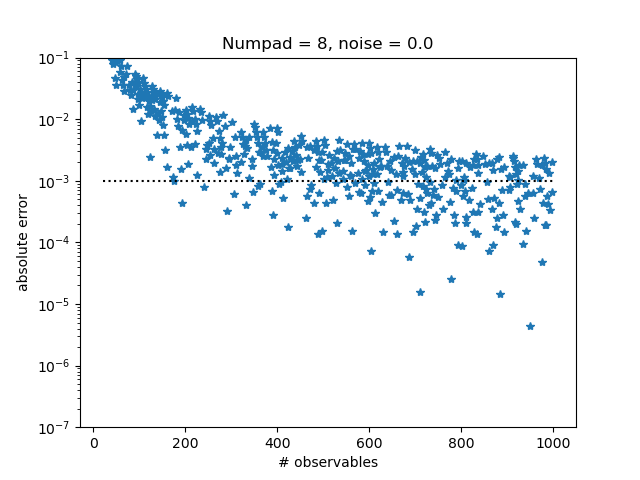 Numpad = 8, noise = 0.0
10⁻¹
10⁻²
10⁻³
10⁻⁴
10⁻⁵
10⁻⁶
10⁻⁷
absolute error
0 200 400 600 800 1000
# observables